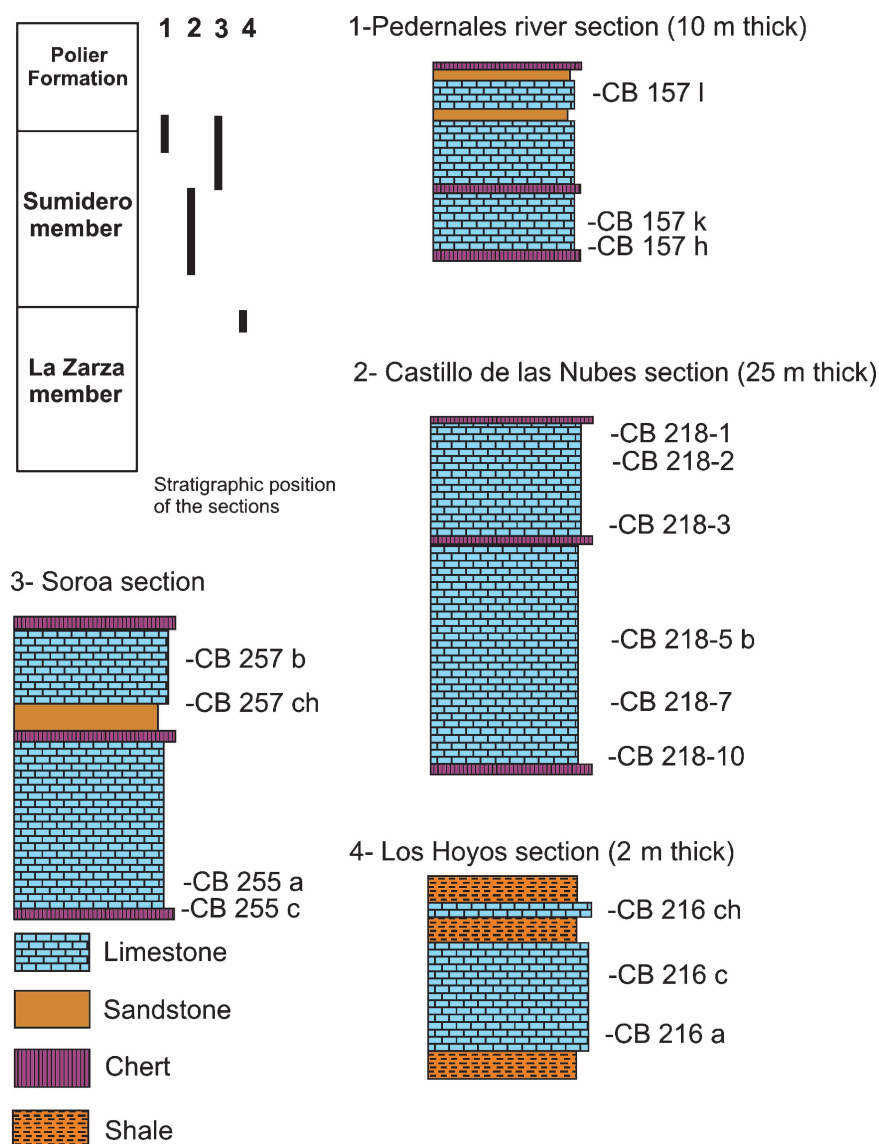 Polier
Formation
Sumidero
member
La Zarza
member
1 2 3 4
Stratigraphic position
of the sections
1-Pedernales river section (10 m thick)
-CB 157 l
-CB 157 k
-CB 157 h
2- Castillo de las Nubes section (25 m thick)
-CB 218-1
-CB 218-2
-CB 218-3
-CB 218-5 b
-CB 218-7
-CB 218-10
3- Soroa section
-CB 257 b
-CB 257 ch
-CB 255 a
-CB 255 c
4- Los Hoyos section (2 m thick)
-CB 216 ch
-CB 216 c
-CB 216 a
Limestone
Sandstone
Chert
Shale